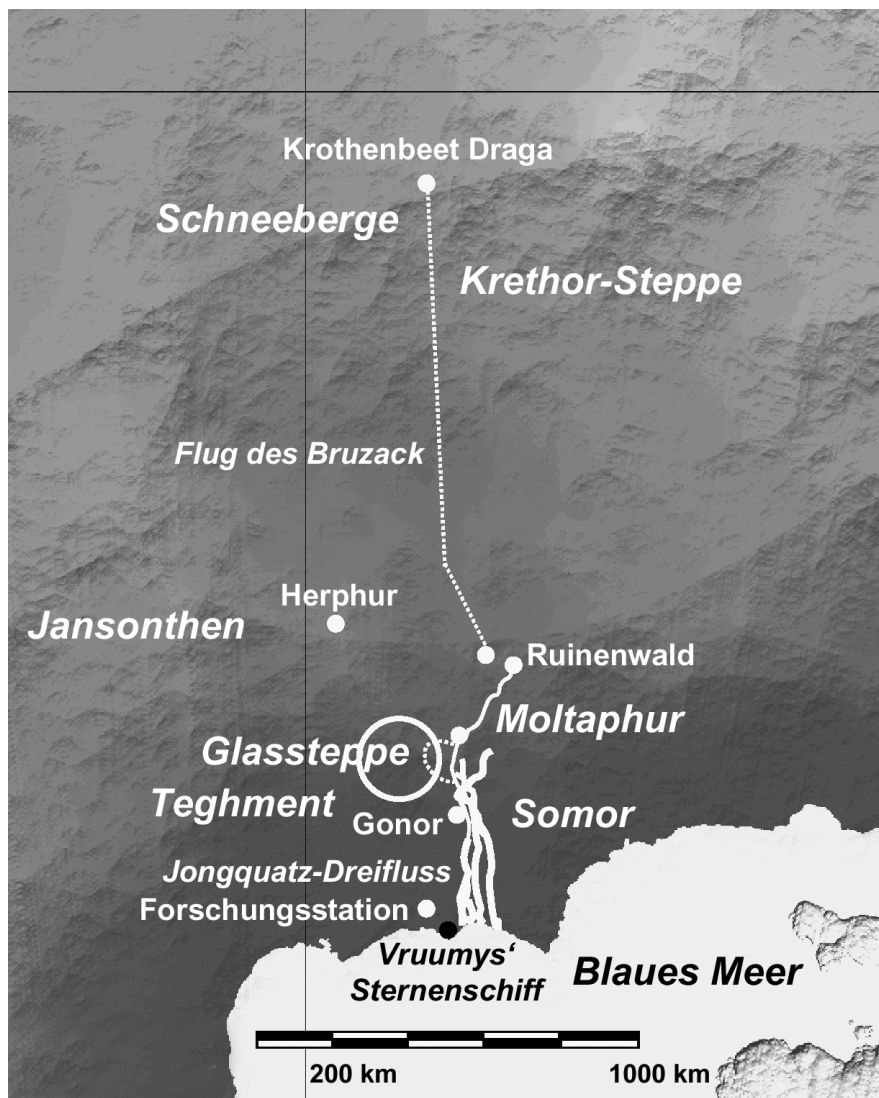 Krothenbeet Draga
Schneeberge
Krethor-Steppe
Flug des Bruzack
Herphur
Jansonthen
Ruinenwald
Moltaphur
Glassteppe
Teghment
Somor
Gonor
Jongquatz-Dreifluss
Forschungsstation
Vruumys‘
Sternenschiff
Blaues Meer
200 km
1000 km